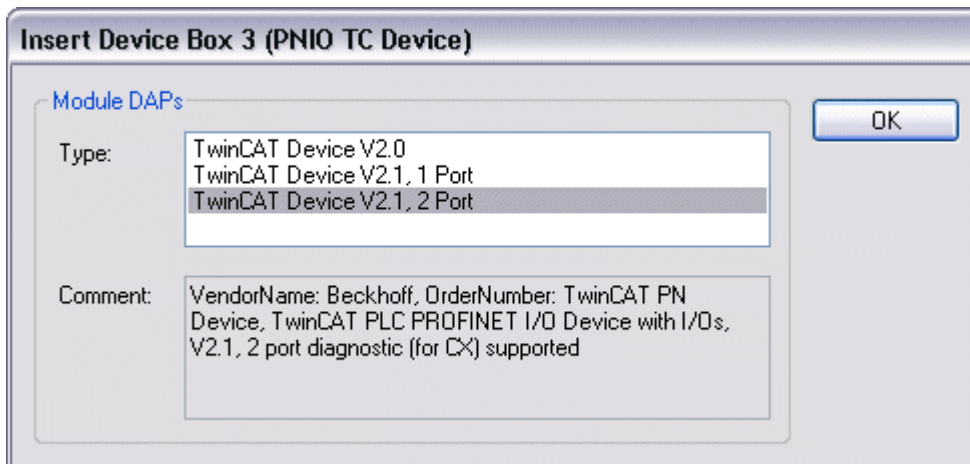 Insert Device Box 3 (PNIO TC Device)
Module DAPs
OK
Type:
TwinCAT Device V2.0
TwinCAT Device V2.1, 1 Port
TwinCAT Device V2.1, 2 Port
Comment:
VendorName: Beckhoff, OrderNumber: TwinCAT PN
Device, TwinCAT PLC PROFINET I/O Device with I/Os,
V2.1, 2 port diagnostic (for CX) supported